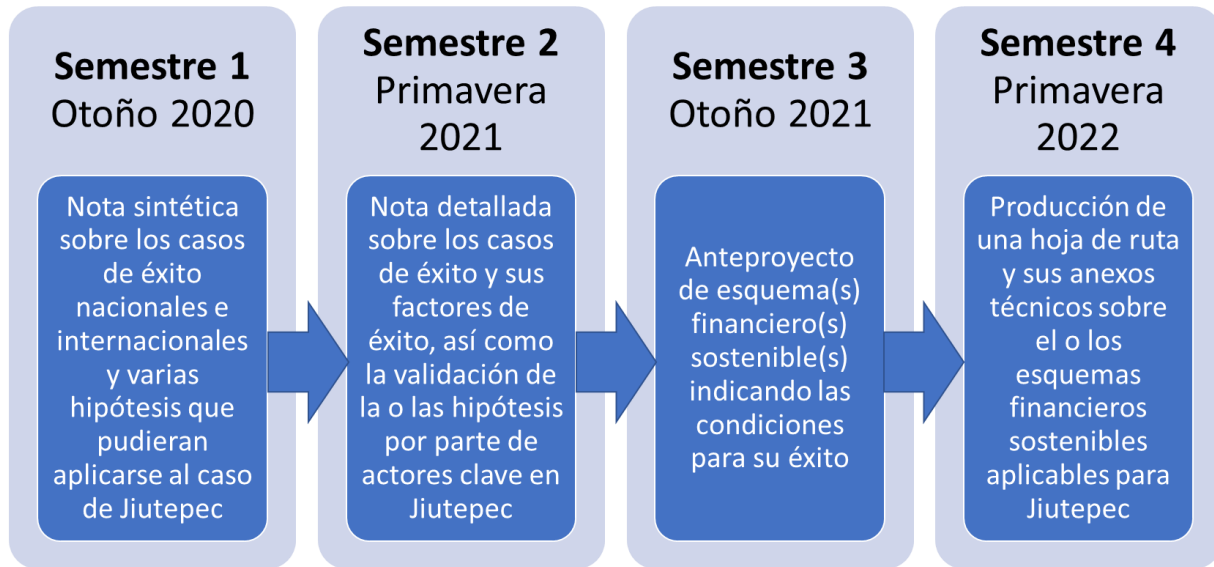 Semestre 1
Otoño 2020
Nota sintética
sobre los casos
de éxito
nacionales e
internacionales
y varias
hipótesis que
pudieran
aplicarse al caso
de Jiutepec
Semestre 2
Primavera
2021
Nota detallada
sobre los casos
de éxito y sus
factores de
éxito, así como
la validación de
la o las hipótesis
por parte de
actores clave en
Jiutepec
Semestre 3
Otoño 2021
Anteproyecto
de esquema(s)
financiero(s)
sostenible(s)
indicando las
condiciones
para su éxito
Semestre 4
Primavera
2022
Producción de
una hoja de ruta
y sus anexos
técnicos sobre
el o los
esquemas
financieros
sostenibles
aplicables para
Jiutepec